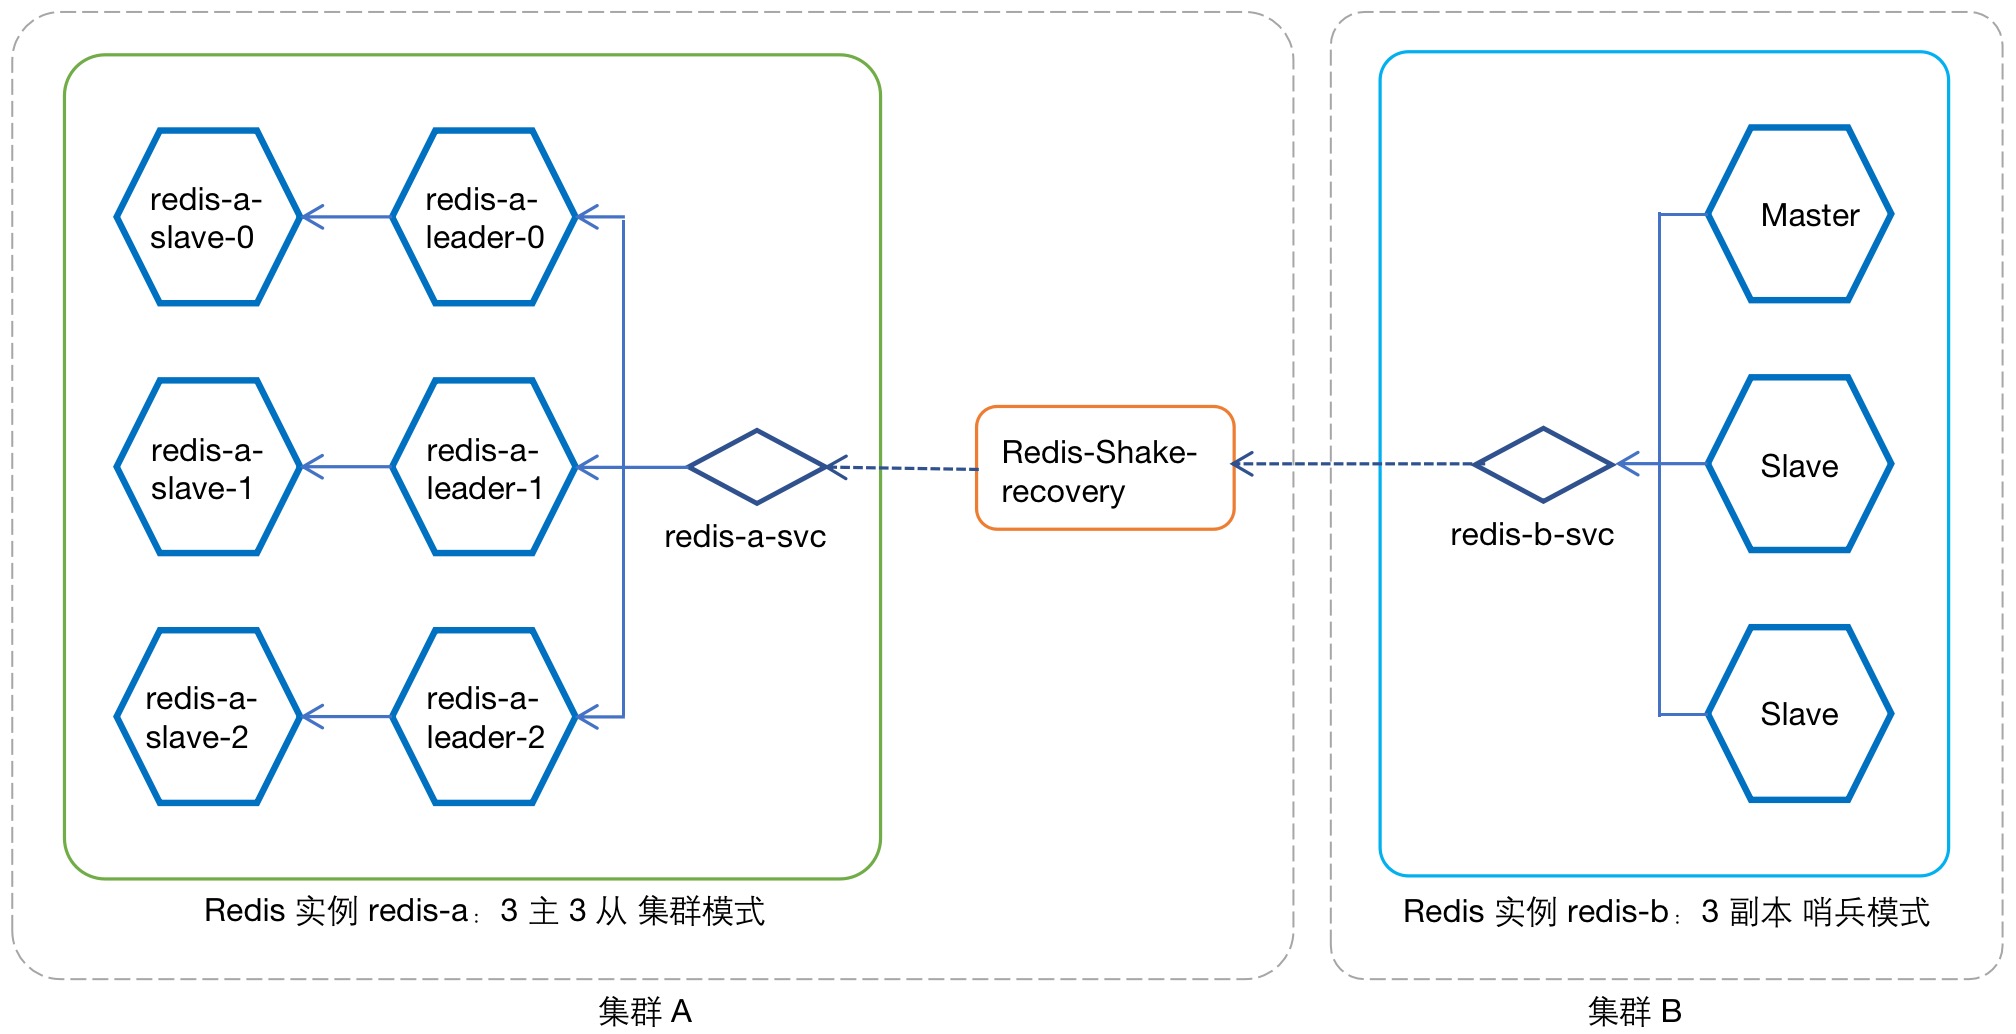 redis-a-
slave-0
redis-a-
leader-0
redis-a-
slave-1
redis-a-
leader-1
redis-a-
slave-2
redis-a-
leader-2
redis-a-svc
Redis 实例 redis-a：3 主 3 从 集群模式
Redis-Shake-
recovery
集群 A
Master
Slave
Slave
redis-b-svc
Redis 实例 redis-b：3 副本 哨兵模式
集群 B